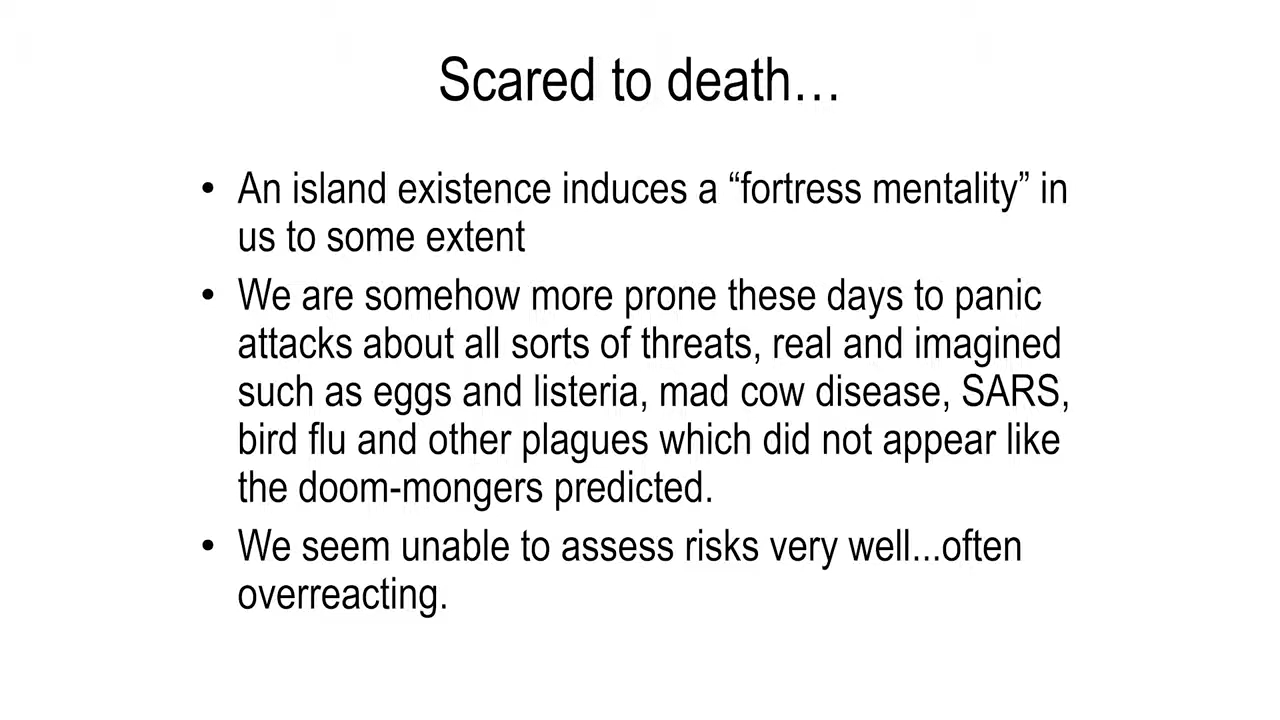 Scared to death…
• An island existence induces a “fortress mentality” in
us to some extent
• We are somehow more prone these days to panic
attacks about all sorts of threats, real and imagined
such as eggs and listeria, mad cow disease, SARS,
bird flu and other plagues which did not appear like
the doom-mongers predicted.
• We seem unable to assess risks very well...often
overreacting.